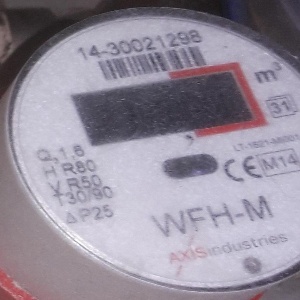 14-30021298
m³
31
Q, 1,6
H R80
V R50
T30/90
ΔP25
CE M14
WFH-M
AXISindustries